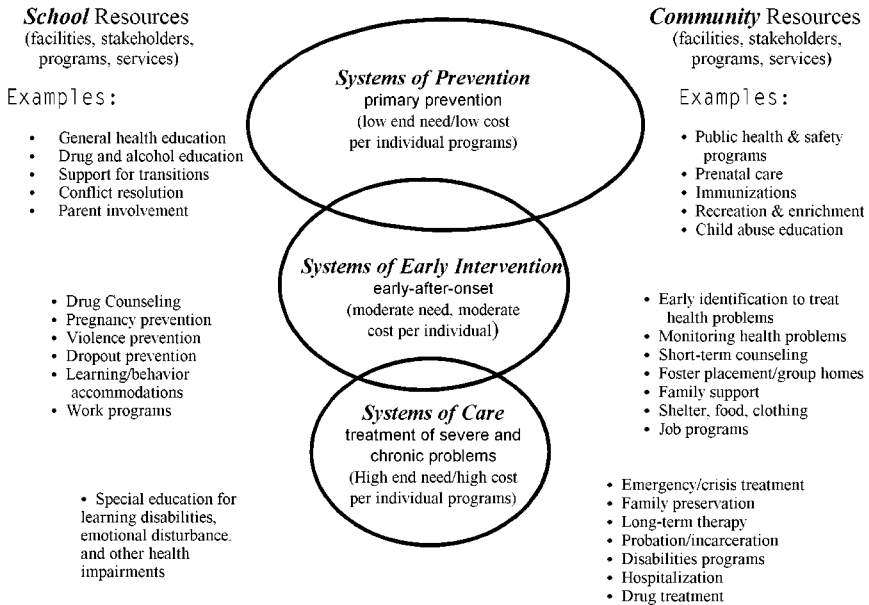 School Resources
(facilities, stakeholders,
programs, services)
Examples:
• General health education
• Drug and alcohol education
• Support for transitions
• Conflict resolution
• Parent involvement
• Drug Counseling
• Pregnancy prevention
• Violence prevention
• Dropout prevention
• Learning/behavior
accommodations
• Work programs
• Special education for
learning disabilities,
emotional disturbance.
and other health
impairments
Systems of Prevention
primary prevention
(low end need/low cost
per individual programs)
Systems of Early Intervention
early-after-onset
(moderate need, moderate
cost per individual)
Systems of Care
treatment of severe and
chronic problems
(High end need/high cost
per individual programs)
Community Resources
(facilities, stakeholders,
programs, services)
Examples:
• Public health & safety
programs
• Prenatal care
• Immunizations
• Recreation & enrichment
• Child abuse education
• Early identification to treat
health problems
• Monitoring health problems
• Short-term counseling
• Foster placement/group homes
• Family support
• Shelter, food, clothing
• Job programs
• Emergency/crisis treatment
• Family preservation
• Long-term therapy
• Probation/incarceration
• Disabilities programs
• Hospitalization
• Drug treatment